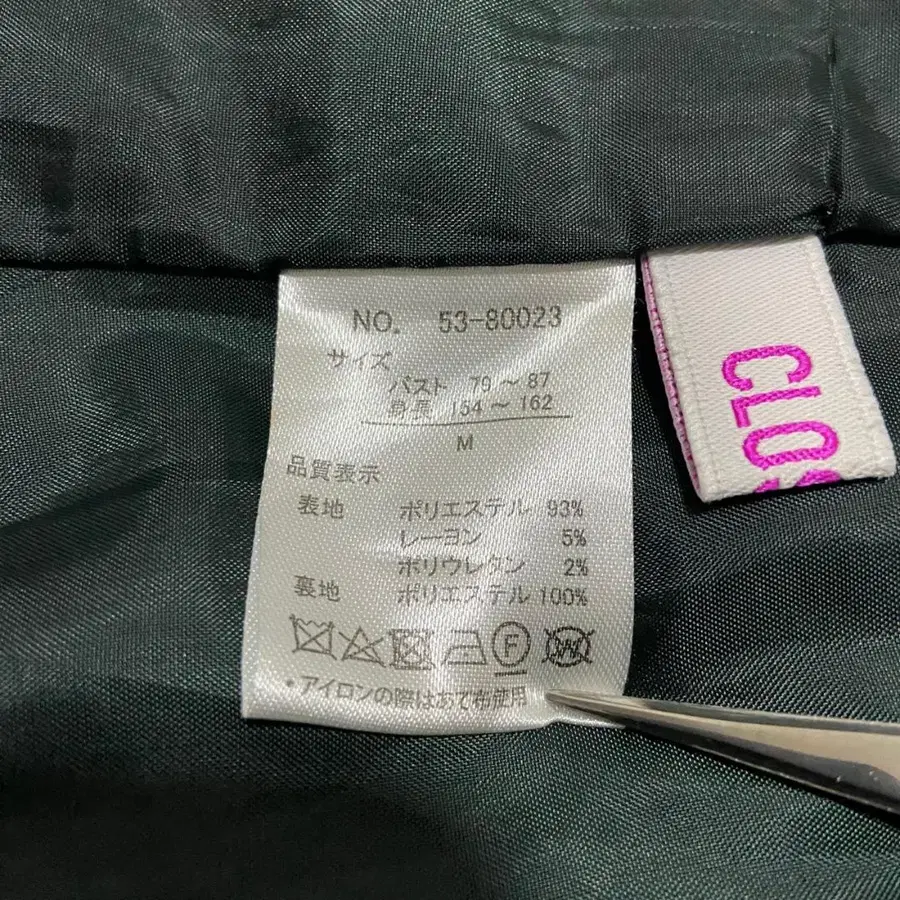 NO. 53-80023
サイズ
バスト 79～87
身長 154～162
M
品質表示
表地 ポリエステル 93%
レーヨン 5%
ポリウレタン 2%
裏地 ポリエステル 100%
F W
*アイロンの際はあて布使用